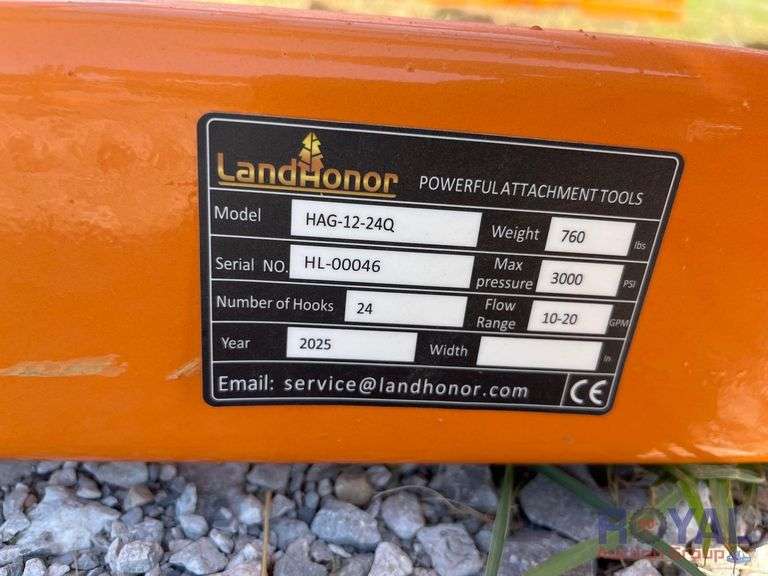 LandHonor POWERFUL ATTACHMENT TOOLS
Model HAG-12-24Q Weight 760 lbs
Serial NO. HL-00046 Max pressure 3000 PSI
Number of Hooks 24 Flow Range 10-20 GPM
Year 2025 Width in
Email: service@landhonor.com CE
ROYAL